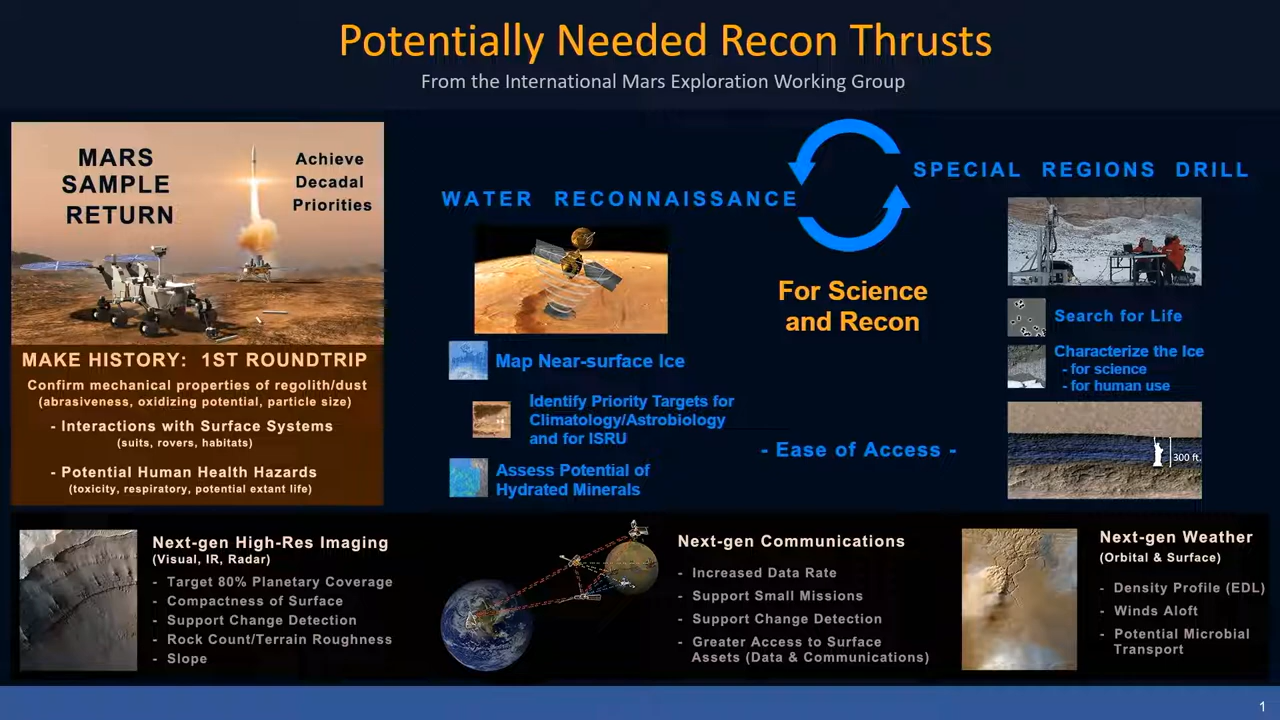 Potentially Needed Recon Thrusts
From the International Mars Exploration Working Group
MARS
SAMPLE
RETURN
Achieve
Decadal
Priorities
MAKE HISTORY: 1ST ROUNDTRIP
Confirm mechanical properties of regolith/dust
(abrasiveness, oxidizing potential, particle size)
- Interactions with Surface Systems
(suits, rovers, habitats)
- Potential Human Health Hazards
(toxicity, respiratory, potential extant life)
WATER RECONNAISSANCE
Map Near-surface Ice
Identify Priority Targets for
Climatology/Astrobiology
and for ISRU
Assess Potential of
Hydrated Minerals
For Science
and Recon
- Ease of Access -
SPECIAL REGIONS DRILL
Search for Life
Characterize the Ice
- for science
- for human use
300 ft.
Next-gen High-Res Imaging
(Visual, IR, Radar)
- Target 80% Planetary Coverage
- Compactness of Surface
- Support Change Detection
- Rock Count/Terrain Roughness
- Slope
Next-gen Communications
- Increased Data Rate
- Support Small Missions
- Support Change Detection
- Greater Access to Surface
Assets (Data & Communications)
Next-gen Weather
(Orbital & Surface)
- Density Profile (EDL)
- Winds Aloft
- Potential Microbial
Transport
1